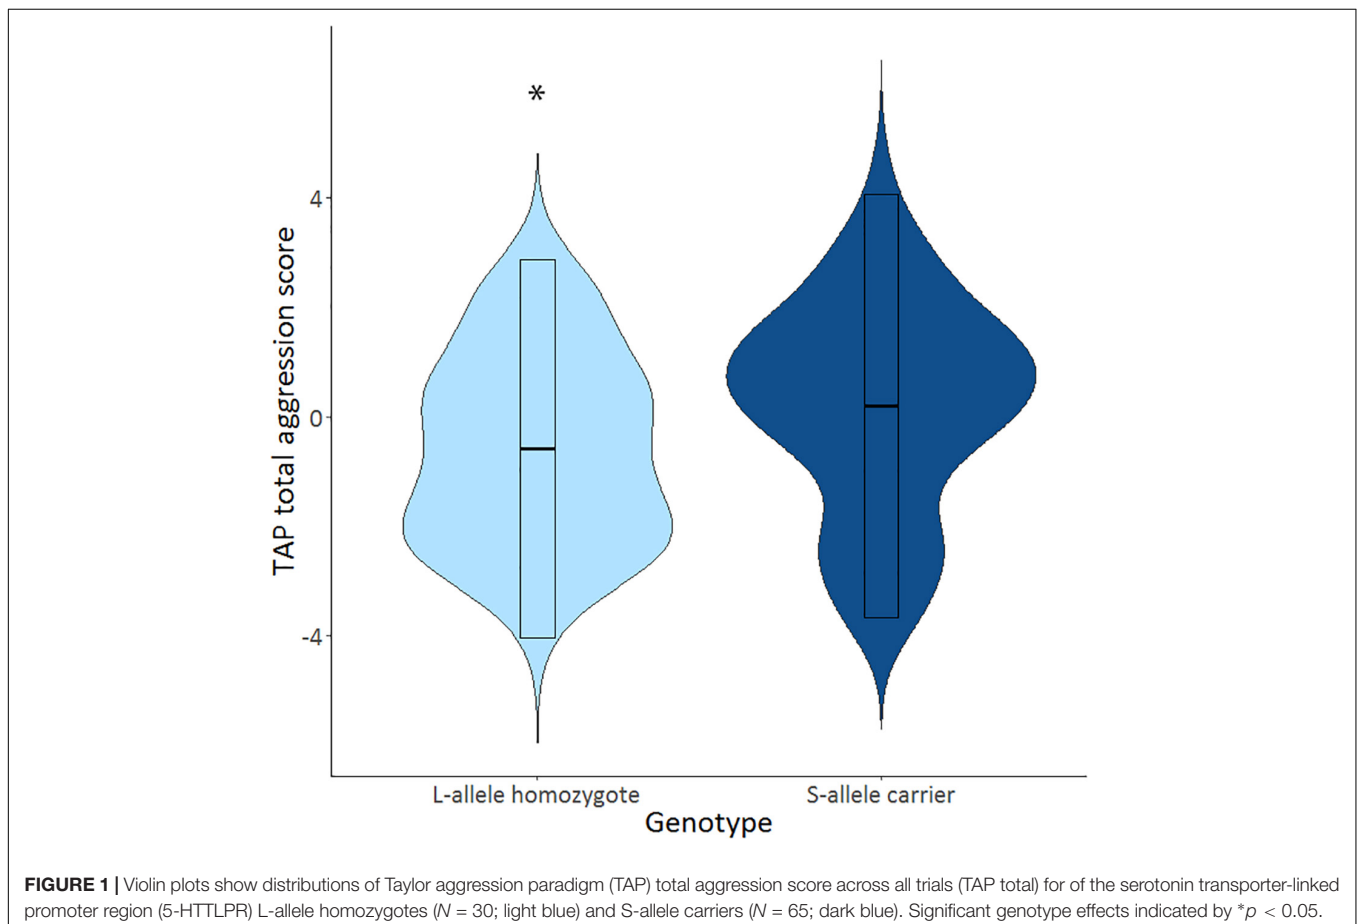 *
4
0
-4
TAP total aggression score
L-allele homozygote
S-allele carrier
Genotype
FIGURE 1 | Violin plots show distributions of Taylor aggression paradigm (TAP) total aggression score across all trials (TAP total) for of the serotonin transporter-linked
promoter region (5-HTTLPR) L-allele homozygotes (N = 30; light blue) and S-allele carriers (N = 65; dark blue). Significant genotype effects indicated by *p < 0.05.